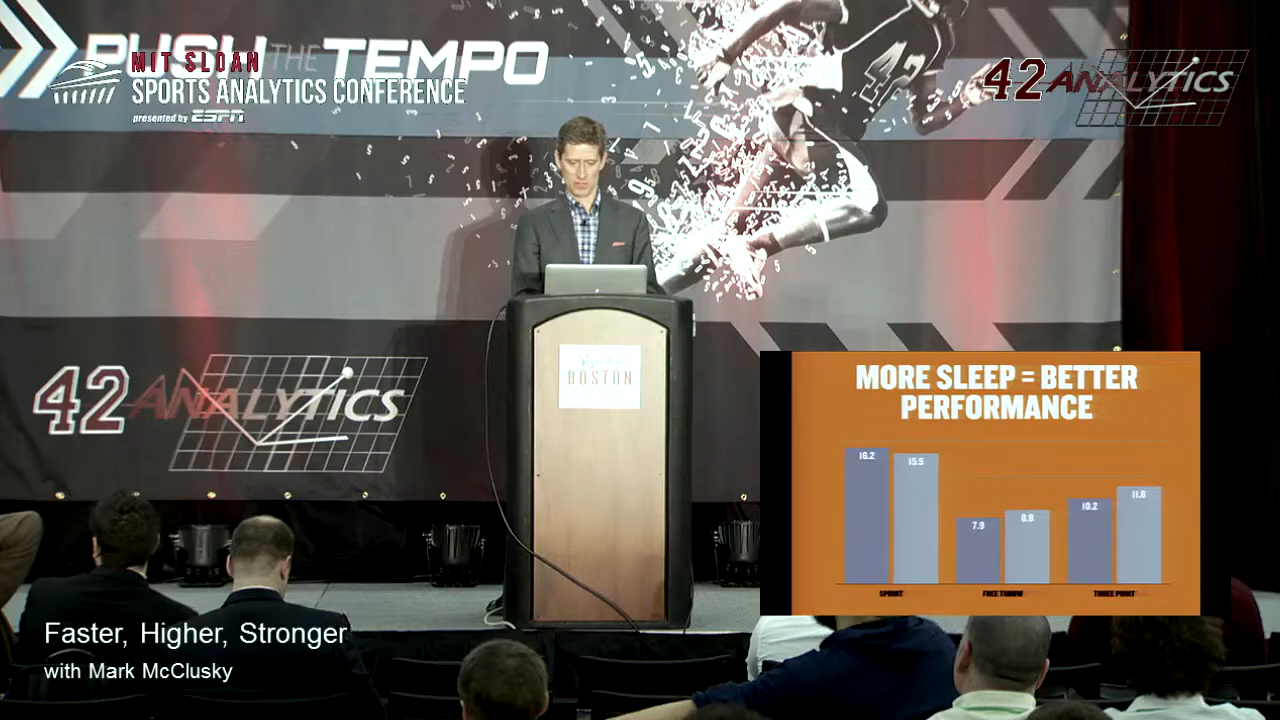 PUSH THE TEMPO
MIT SLOAN
SPORTS ANALYTICS CONFERENCE
presented by ESPN
42 ANALYTICS
42
42 ANALYTICS
BOSTON
MORE SLEEP = BETTER
PERFORMANCE
16.2
15.5
7.9
8.8
10.2
11.6
SPRINT
FREE THROW
THREE POINT
Faster, Higher, Stronger
with Mark McClusky